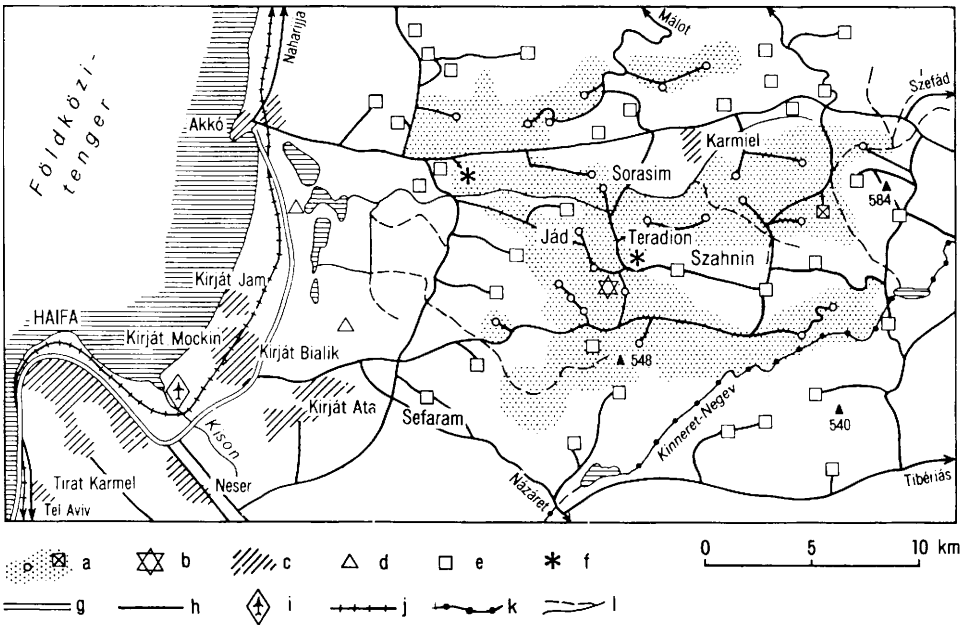 Földközi-
tenger
Akkó
Naharijja
Málot
Szefád
Karmiel
Sorasim
584
Jád
Teradion
Szahnin
Kirját Jam
HAIFA
Kirját Mockin
Kirját Bialik
548
Kirját Ata
Sefaram
Kinneret-Negev
540
Kison
Tirat Karmel
Neser
Názáret
Tibériás
Tel Aviv
a b c d e f 0 5 10 km
g h i j k l